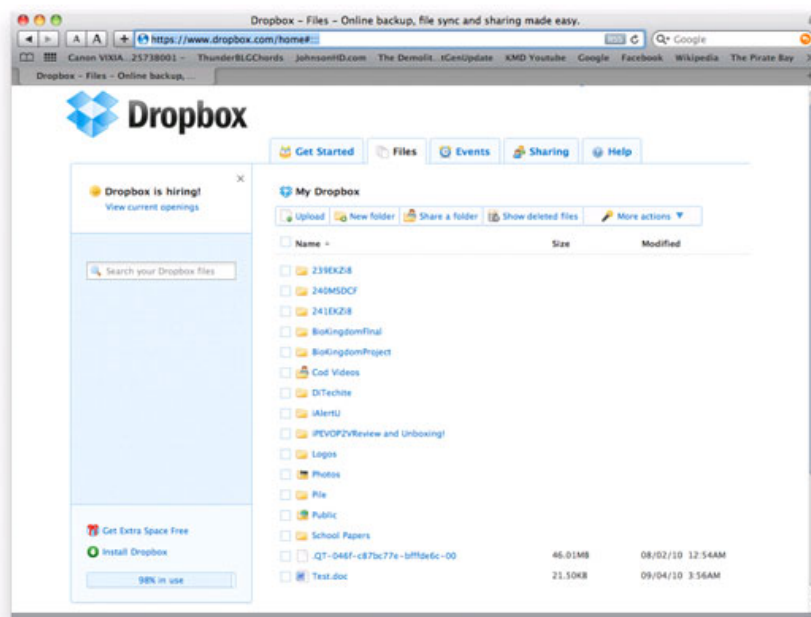 Dropbox – Files – Online backup, file sync and sharing made easy.
A A + https://www.dropbox.com/home#::: RSS Google
Canon VIXIA...25738001 – ThunderBLGChords JohnsonHD.com The Demolit...tGenUpdate KMD Youtube Google Facebook Wikipedia The Pirate Bay
Dropbox – Files – Online backup, ...
Dropbox
Get Started Files Events Sharing Help
Dropbox is hiring!
View current openings
Search your Dropbox files
My Dropbox
Upload New folder Share a folder Show deleted files More actions
Name Size Modified
239EKZi8
240MSDCF
241EKZi8
BioKingdomFInal
BioKingdomProject
Cod Videos
DiTechite
iAlertU
iPEVOP2VReview and Unboxing!
Logos
Photos
Pile
Public
School Papers
.QT-046f-c87bc77e-bfffde6c-00 46.01MB 08/02/10 12:54AM
Test.doc 21.50KB 09/04/10 3:56AM
Get Extra Space Free
Install Dropbox
98% in use